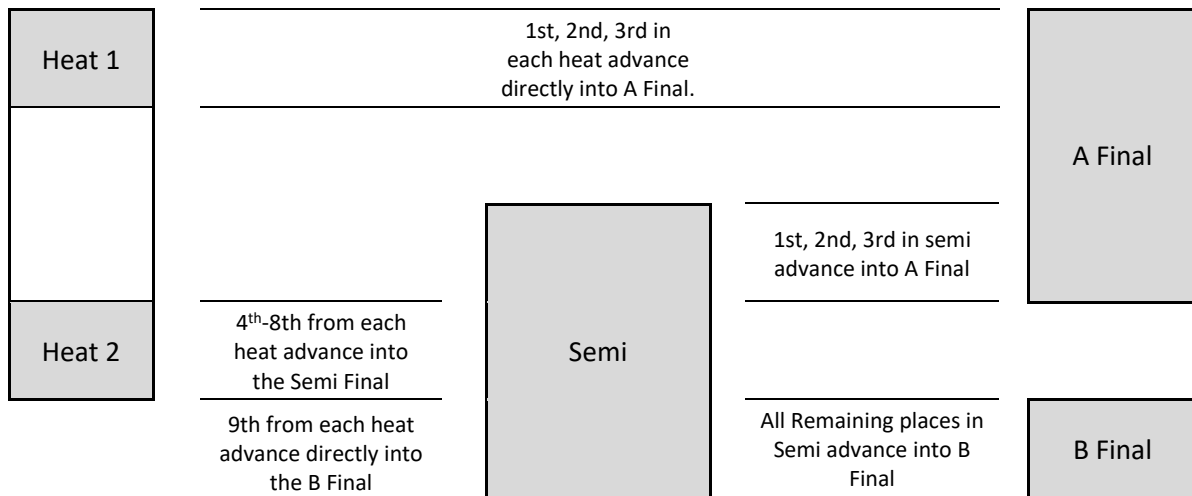 Heat 1
1st, 2nd, 3rd in
each heat advance
directly into A Final.
A Final
1st, 2nd, 3rd in semi
advance into A Final
Heat 2
4th-8th from each
heat advance into
the Semi Final
Semi
9th from each heat
advance directly into
the B Final
All Remaining places in
Semi advance into B
Final
B Final